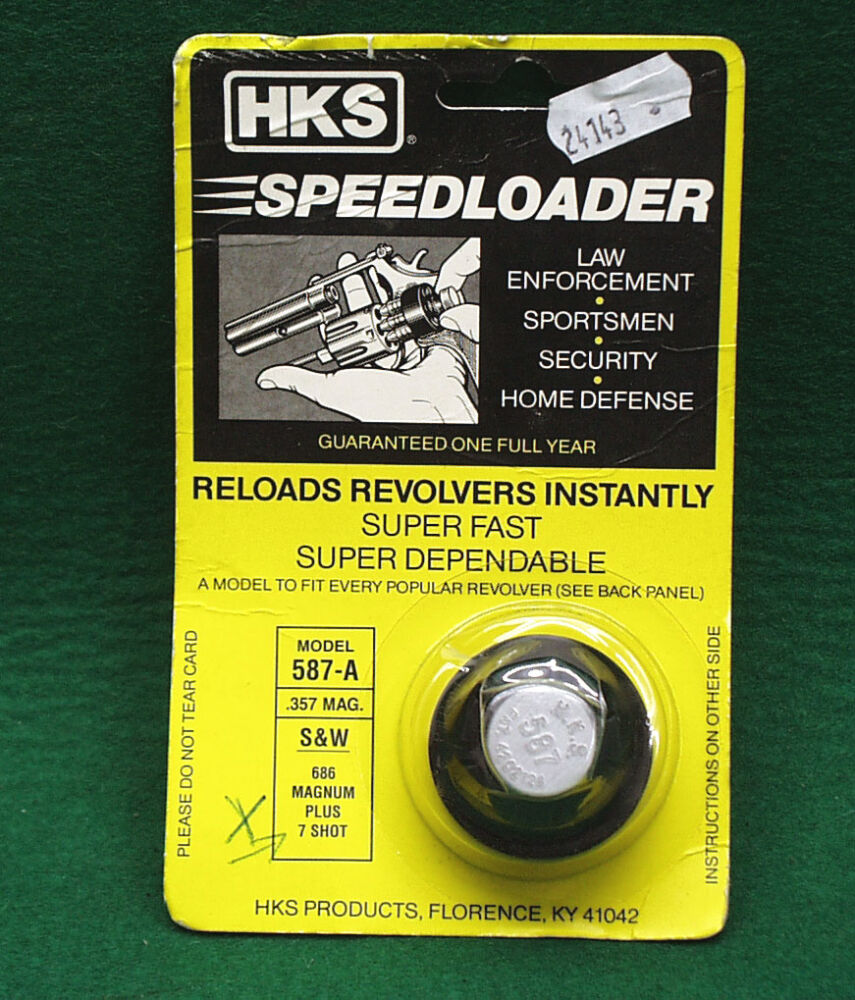 HKS®
24143
SPEEDLOADER
LAW
ENFORCEMENT
•
SPORTSMEN
•
SECURITY
•
HOME DEFENSE
GUARANTEED ONE FULL YEAR
RELOADS REVOLVERS INSTANTLY
SUPER FAST
SUPER DEPENDABLE
A MODEL TO FIT EVERY POPULAR REVOLVER (SEE BACK PANEL)
PLEASE DO NOT TEAR CARD
MODEL
587-A
.357 MAG.
S&W
686
MAGNUM
PLUS
7 SHOT
H.K.S.
587
PAT.
INSTRUCTIONS ON OTHER SIDE
HKS PRODUCTS, FLORENCE, KY 41042